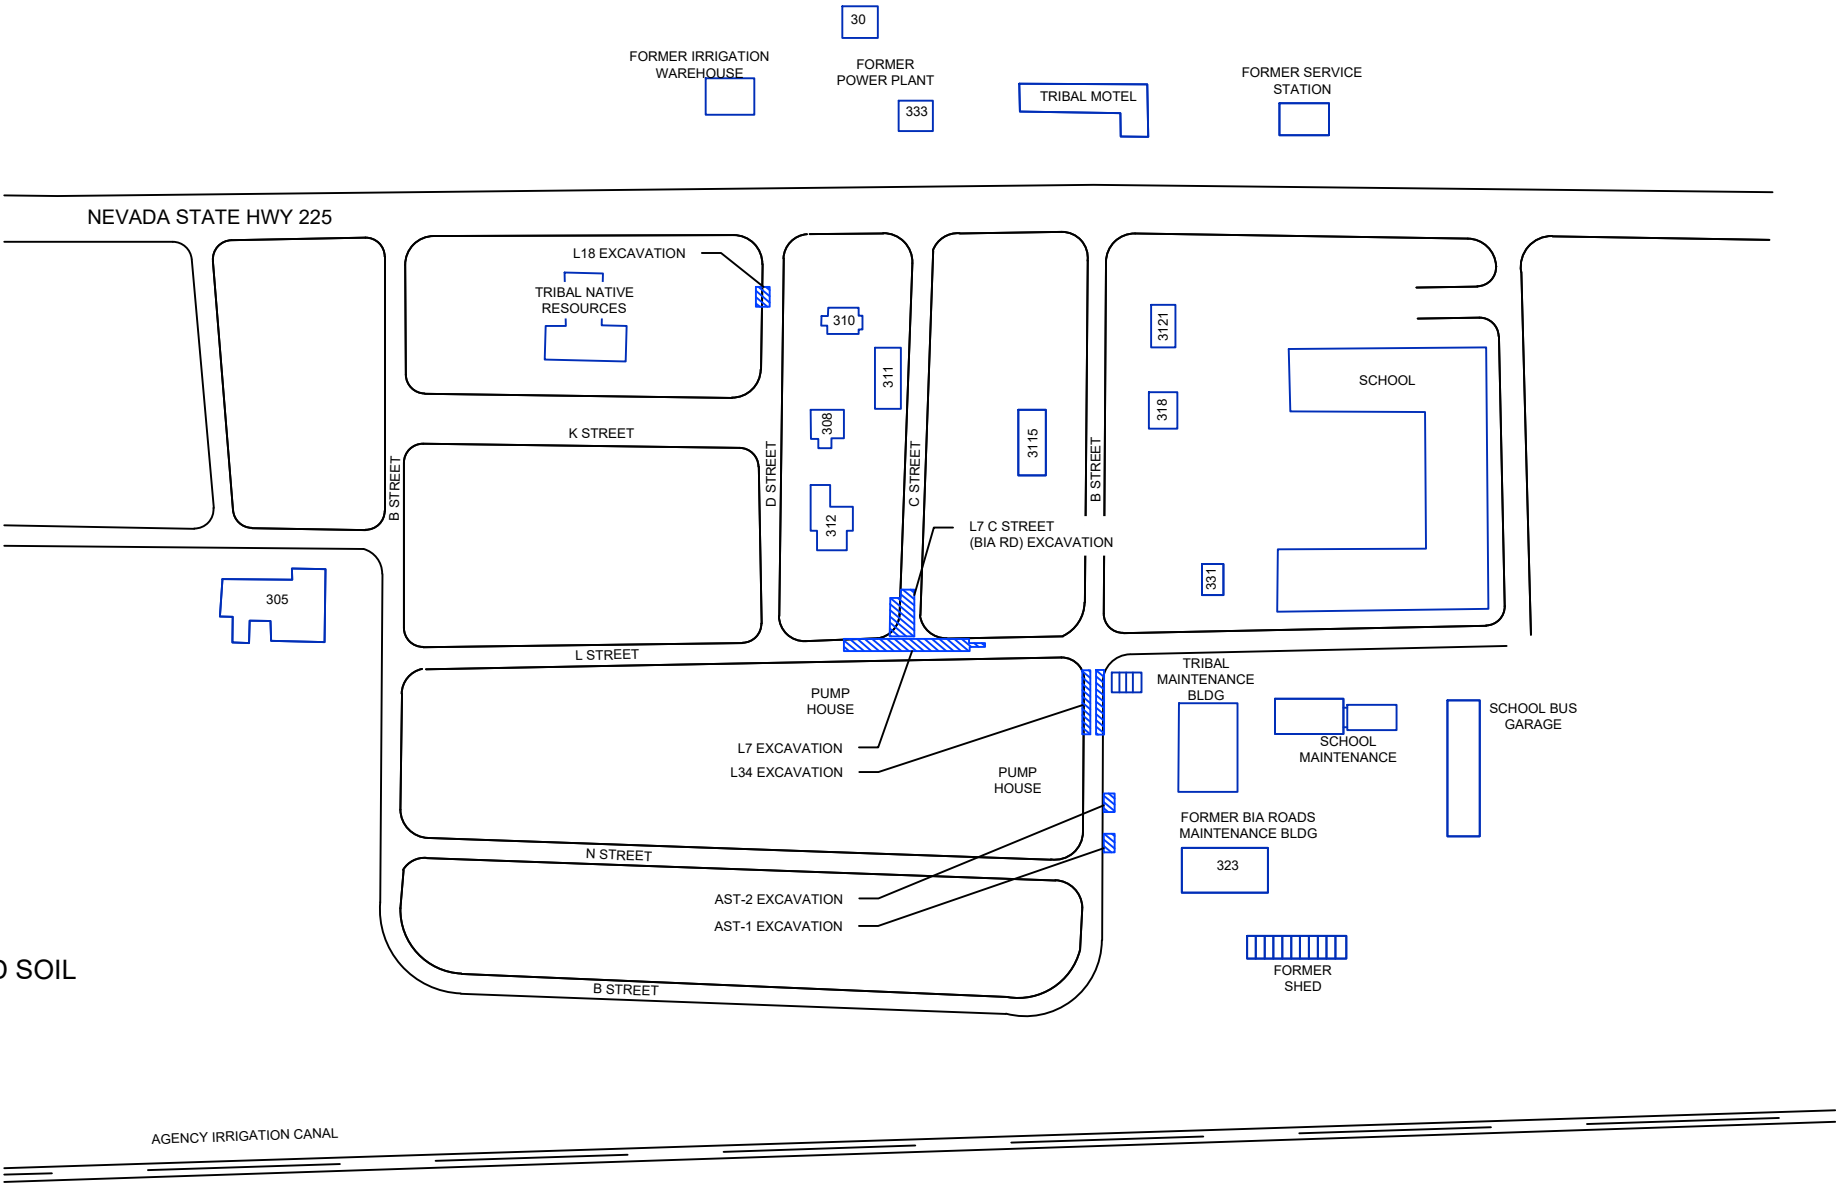 30
FORMER IRRIGATION
WAREHOUSE
FORMER
POWER PLANT
333
TRIBAL MOTEL
FORMER SERVICE
STATION
NEVADA STATE HWY 225
L18 EXCAVATION
TRIBAL NATIVE
RESOURCES
310
311
308
312
3121
318
3115
331
SCHOOL
K STREET
B STREET
D STREET
C STREET
B STREET
L7 C STREET
(BIA RD) EXCAVATION
305
L STREET
PUMP
HOUSE
L7 EXCAVATION
L34 EXCAVATION
PUMP
HOUSE
TRIBAL
MAINTENANCE
BLDG
SCHOOL
MAINTENANCE
SCHOOL BUS
GARAGE
FORMER BIA ROADS
MAINTENANCE BLDG
323
N STREET
AST-2 EXCAVATION
AST-1 EXCAVATION
FORMER
SHED
B STREET
D SOIL
AGENCY IRRIGATION CANAL